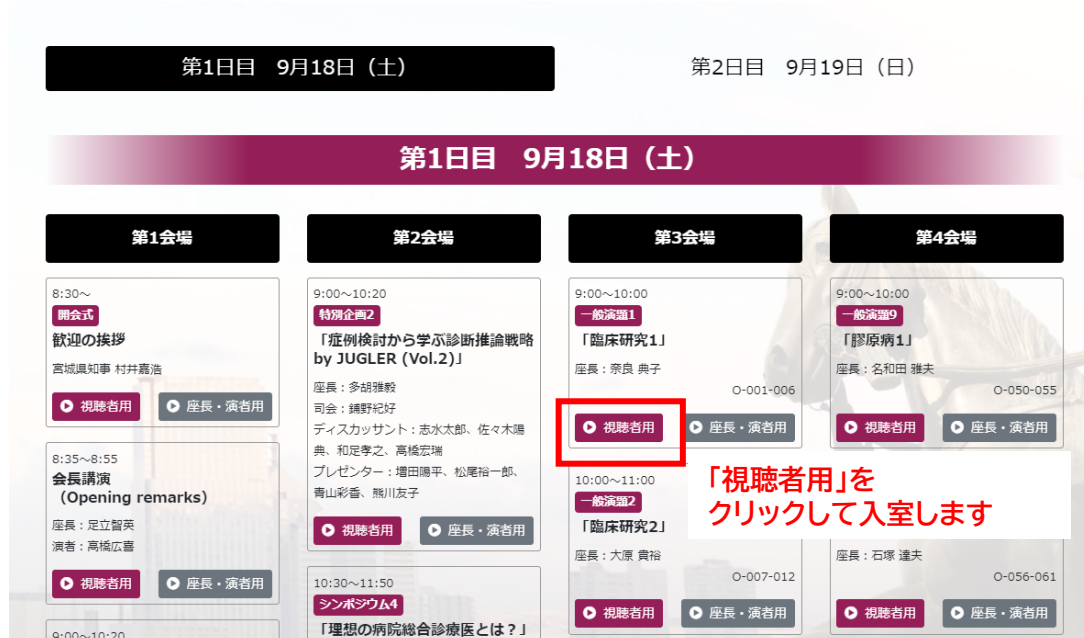 第1日目 9月18日（土）
第2日目 9月19日（日）
第1日目 9月18日（土）
第1会場
8:30～
開会式
歓迎の挨拶
宮城県知事 村井嘉浩
視聴者用
座長・演者用
8:35～8:55
会長講演
（Opening remarks）
座長：足立智英
演者：高橋広喜
視聴者用
座長・演者用
9:00～10:20
第2会場
9:00～10:20
特別企画2
「症例検討から学ぶ診断推論戦略
by JUGLER (Vol.2)」
座長：多胡雅毅
司会：鋪野紀好
ディスカッサント：志水太郎、佐々木陽
典、和足孝之、高橋宏瑞
プレゼンター：増田陽平、松尾裕一郎、
青山彩香、熊川友子
視聴者用
座長・演者用
10:30～11:50
シンポジウム4
「理想の病院総合診療医とは？」
第3会場
9:00～10:00
一般演題1
「臨床研究1」
座長：奈良 典子
O-001-006
視聴者用
座長・演者用
10:00～11:00
一般演題2
「臨床研究2」
座長：大原 貴裕
O-007-012
視聴者用
座長・演者用
第4会場
9:00～10:00
一般演題9
「膠原病1」
座長：名和田 雅夫
O-050-055
視聴者用
座長・演者用
「視聴者用」を
クリックして入室します
座長：石塚 達夫
O-056-061
視聴者用
座長・演者用